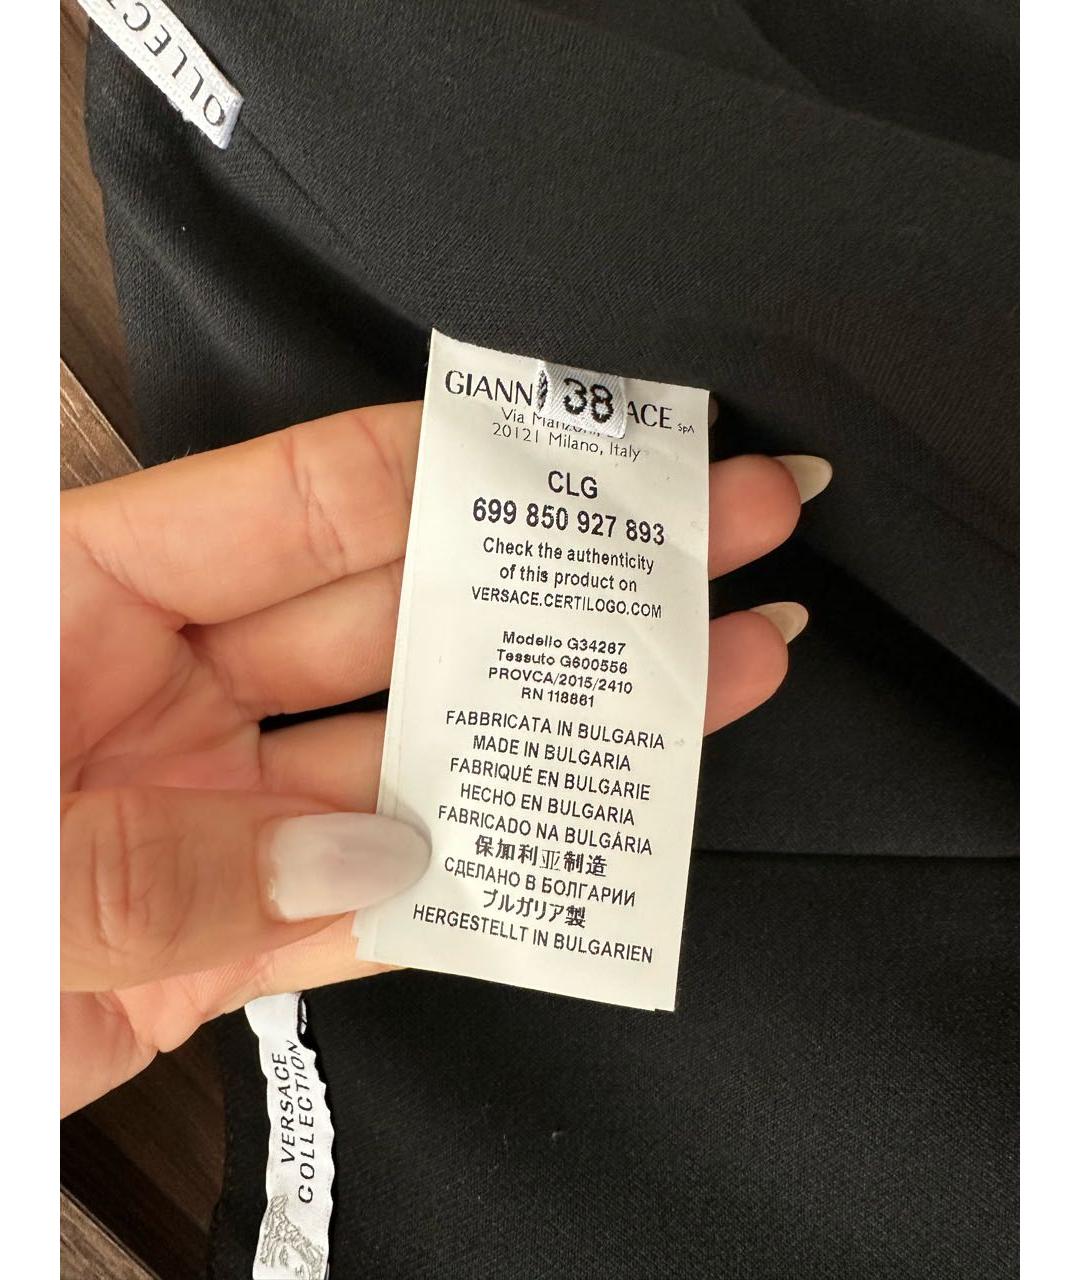 OLLECT
38
GIANN ACE SpA
Via
20121 Milano, Italy
CLG
699 850 927 893
Check the authenticity
of this product on
VERSACE.CERTILOGO.COM
Modello G34287
Tessuto G600556
PROVCA/2015/2410
RN 118861
FABBRICATA IN BULGARIA
MADE IN BULGARIA
FABRIQUÉ EN BULGARIE
HECHO EN BULGARIA
FABRICADO NA BULGÁRIA
保加利亚制造
СДЕЛАНО В БОЛГАРИИ
ブルガリア製
HERGESTELLT IN BULGARIEN
VERSACE
COLLECTION